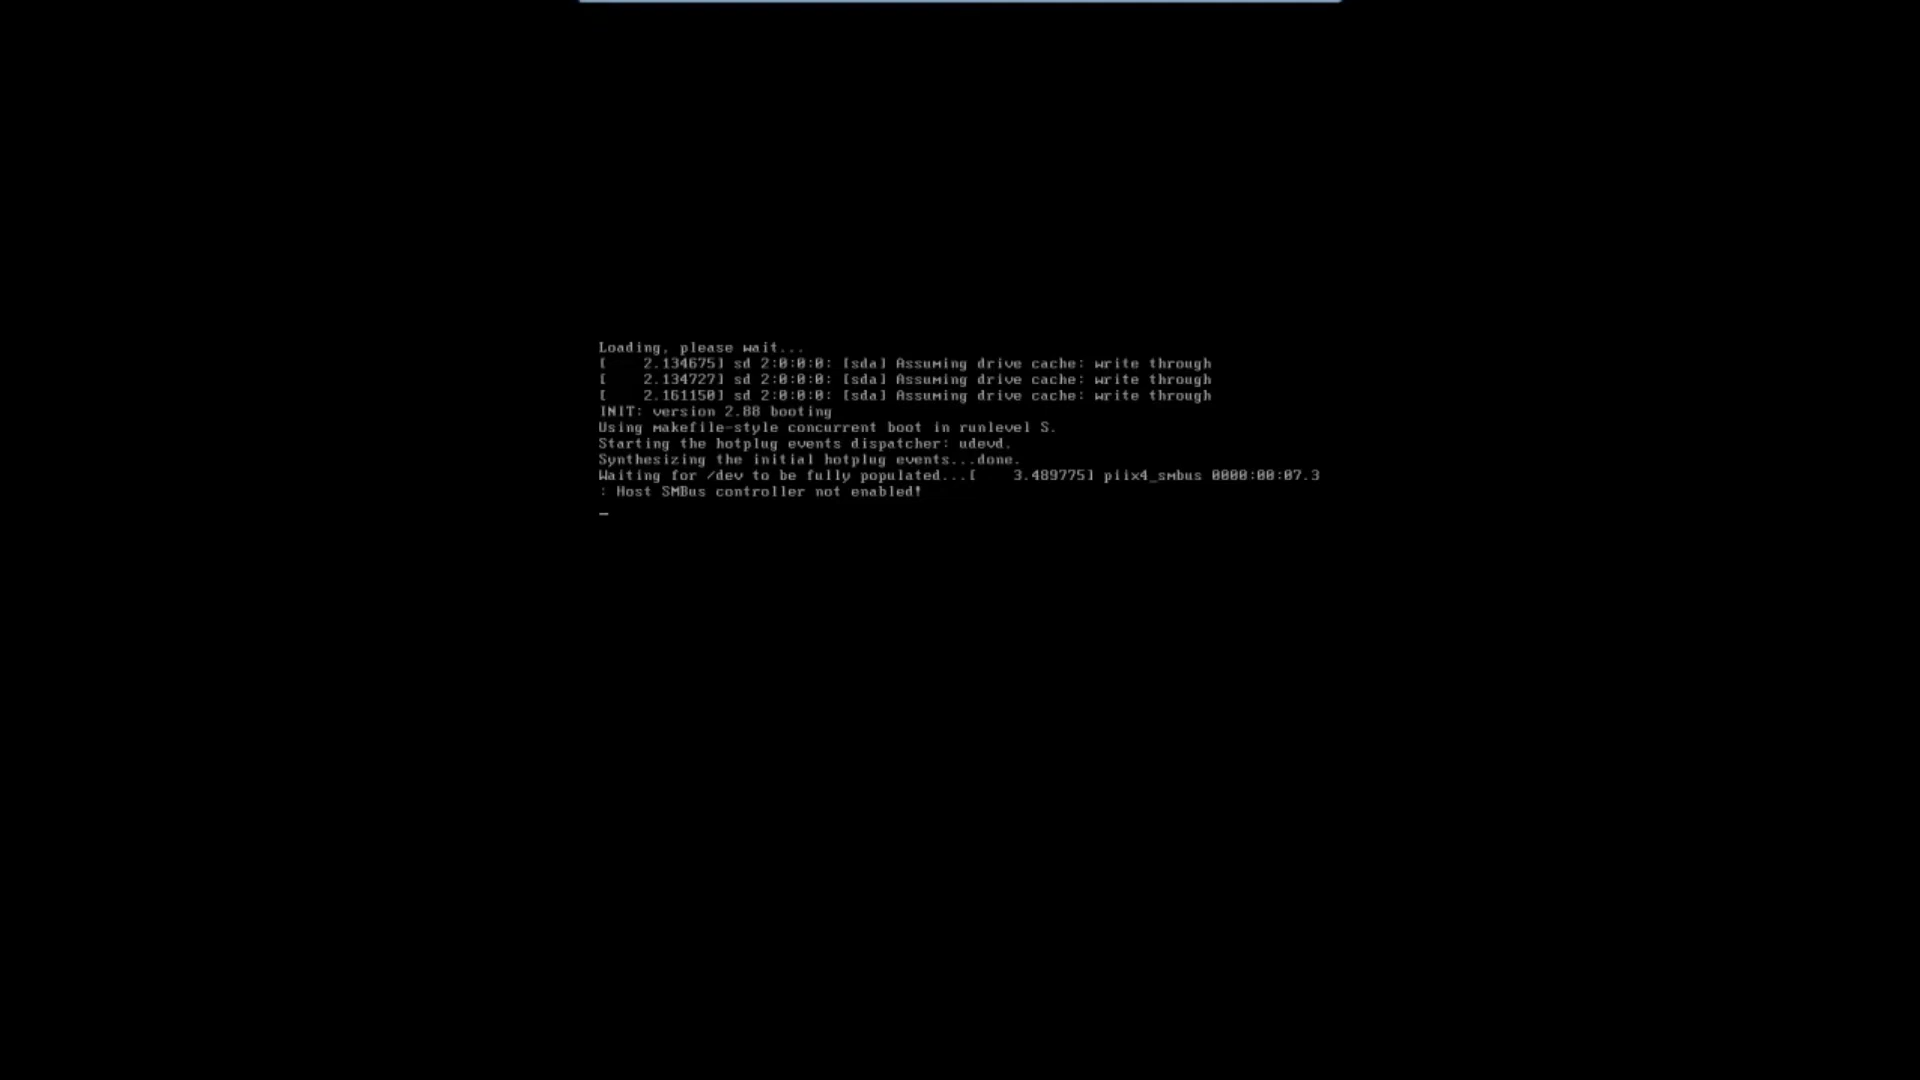 Loading, please wait...
[    2.134675] sd 2:0:0:0: [sda] Assuming drive cache: write through
[    2.134727] sd 2:0:0:0: [sda] Assuming drive cache: write through
[    2.161150] sd 2:0:0:0: [sda] Assuming drive cache: write through
INIT: version 2.88 booting
Using makefile-style concurrent boot in runlevel S.
Starting the hotplug events dispatcher: udevd.
Synthesizing the initial hotplug events...done.
Waiting for /dev to be fully populated...[    3.489775] piix4_smbus 0000:00:07.3
: Host SMBus controller not enabled!
_